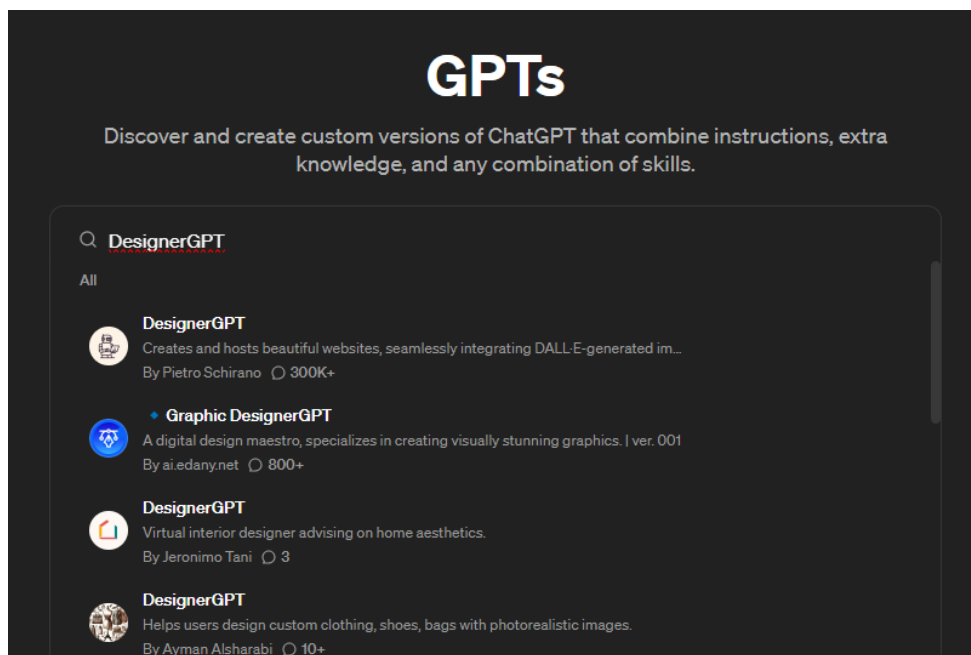 GPTs
Discover and create custom versions of ChatGPT that combine instructions, extra
knowledge, and any combination of skills.
DesignerGPT
All
DesignerGPT
Creates and hosts beautiful websites, seamlessly integrating DALL·E-generated im...
By Pietro Schirano 300K+
Graphic DesignerGPT
A digital design maestro, specializes in creating visually stunning graphics. | ver. 001
By ai.edany.net 800+
DesignerGPT
Virtual interior designer advising on home aesthetics.
By Jeronimo Tani 3
DesignerGPT
Helps users design custom clothing, shoes, bags with photorealistic images.
By Ayman Alsharabi 10+